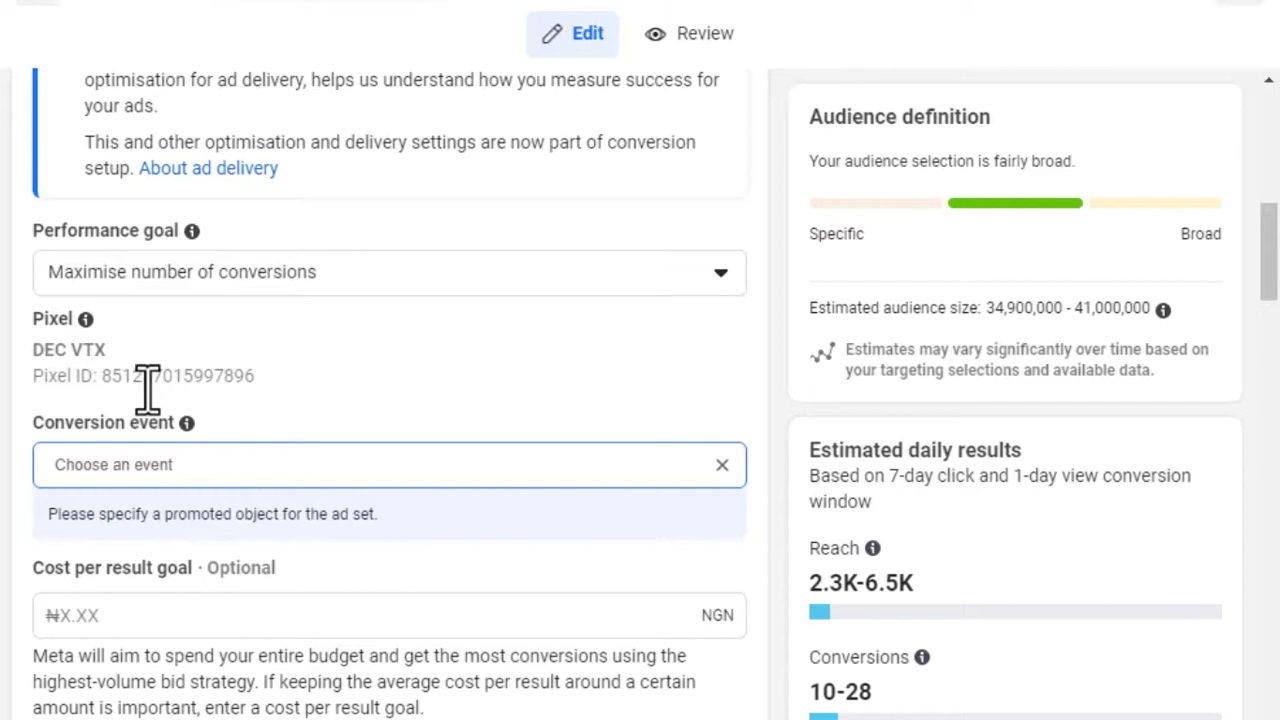 Edit
Review
optimisation for ad delivery, helps us understand how you measure success for
your ads.
This and other optimisation and delivery settings are now part of conversion
setup. About ad delivery
Performance goal
Maximise number of conversions
Pixel
DEC VTX
Pixel ID:
Conversion event
Choose an event
Please specify a promoted object for the ad set.
Cost per result goal · Optional
₦X.XX
NGN
Meta will aim to spend your entire budget and get the most conversions using the
highest-volume bid strategy. If keeping the average cost per result around a certain
amount is important, enter a cost per result goal.
Audience definition
Your audience selection is fairly broad.
Specific
Broad
Estimated audience size: 34,900,000 - 41,000,000
Estimates may vary significantly over time based on
your targeting selections and available data.
Estimated daily results
Based on 7-day click and 1-day view conversion
window
Reach
2.3K-6.5K
Conversions
10-28